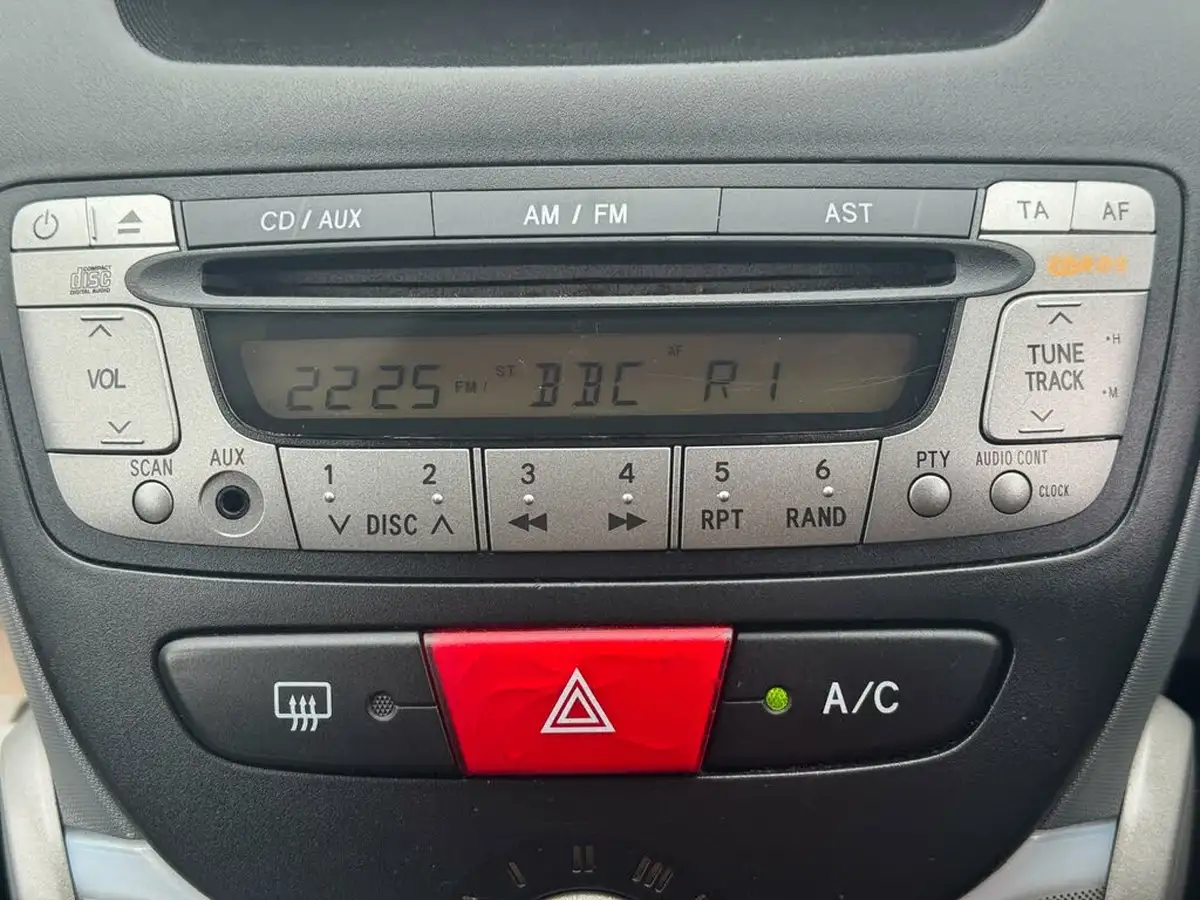 CD / AUX AM / FM AST TA AF
COMPACT
disc
DIGITAL AUDIO
VOL
2225 FM1 ST BBC AF R1
TUNE
TRACK
H
M
SCAN AUX
1 2 3 4 5 6
DISC RPT RAND
PTY AUDIO CONT
CLOCK
A/C